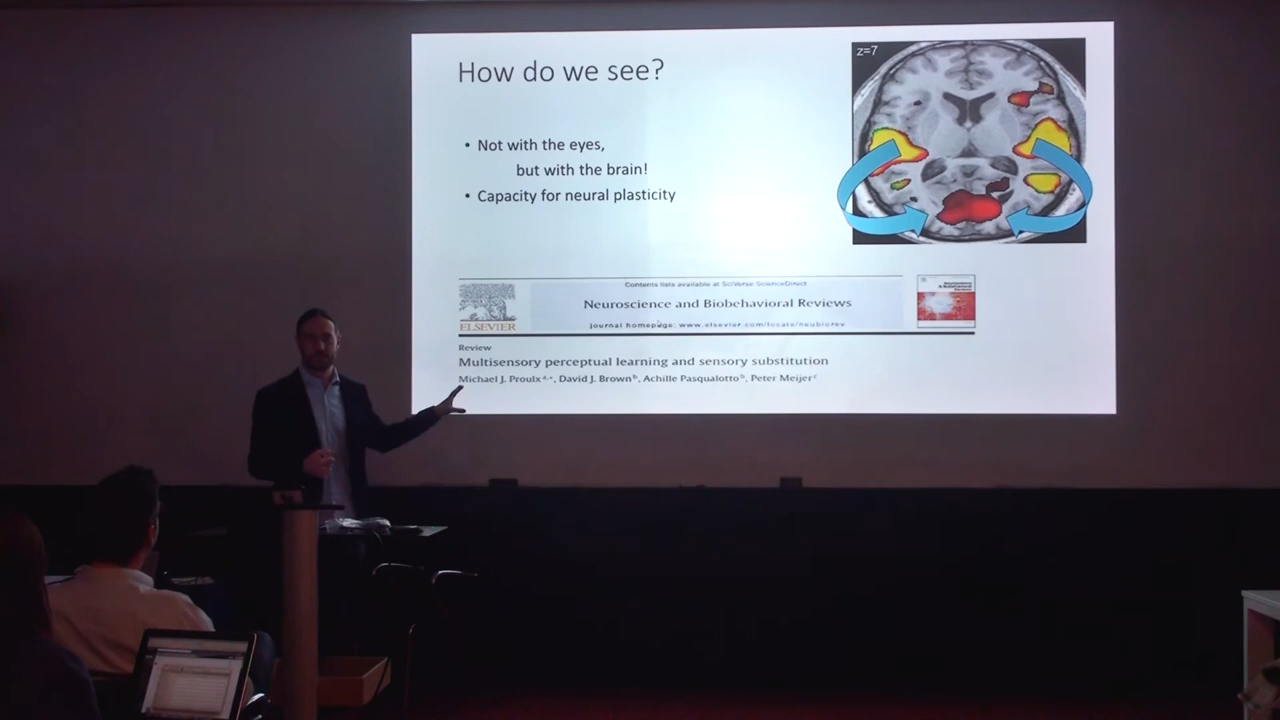 How do we see?
z=7
• Not with the eyes,
but with the brain!
• Capacity for neural plasticity
Contents lists available at SciVerse ScienceDirect
Neuroscience and Biobehavioral Reviews
journal homepage: www.elsevier.com/locate/neubiorev
ELSEVIER
Review
Multisensory perceptual learning and sensory substitution
Michael J. Proulx a,*, David J. Brown b, Achille Pasqualotto b, Peter Meijer c